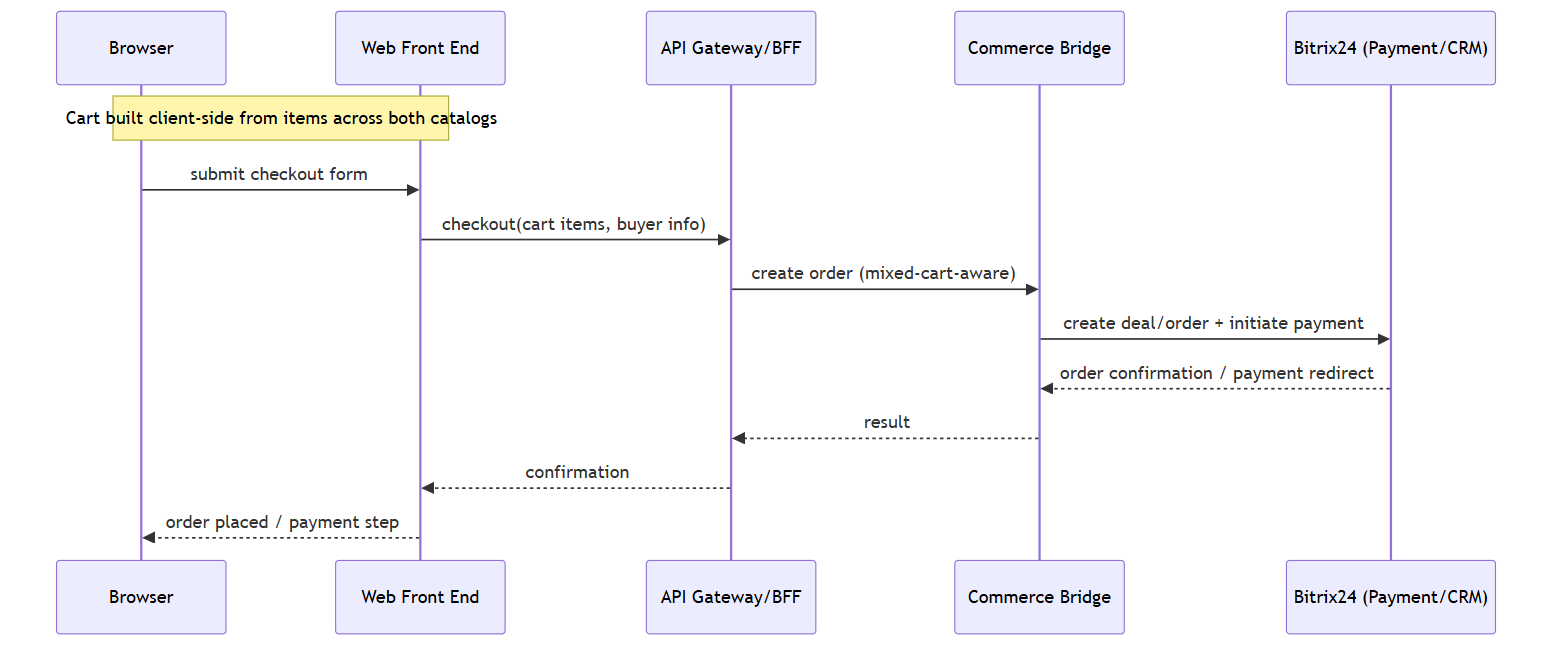 Browser
Web Front End
API Gateway/BFF
Commerce Bridge
Bitrix24 (Payment/CRM)
Cart built client-side from items across both catalogs
submit checkout form
checkout(cart items, buyer info)
create order (mixed-cart-aware)
create deal/order + initiate payment
order confirmation / payment redirect
result
confirmation
order placed / payment step
Browser
Web Front End
API Gateway/BFF
Commerce Bridge
Bitrix24 (Payment/CRM)